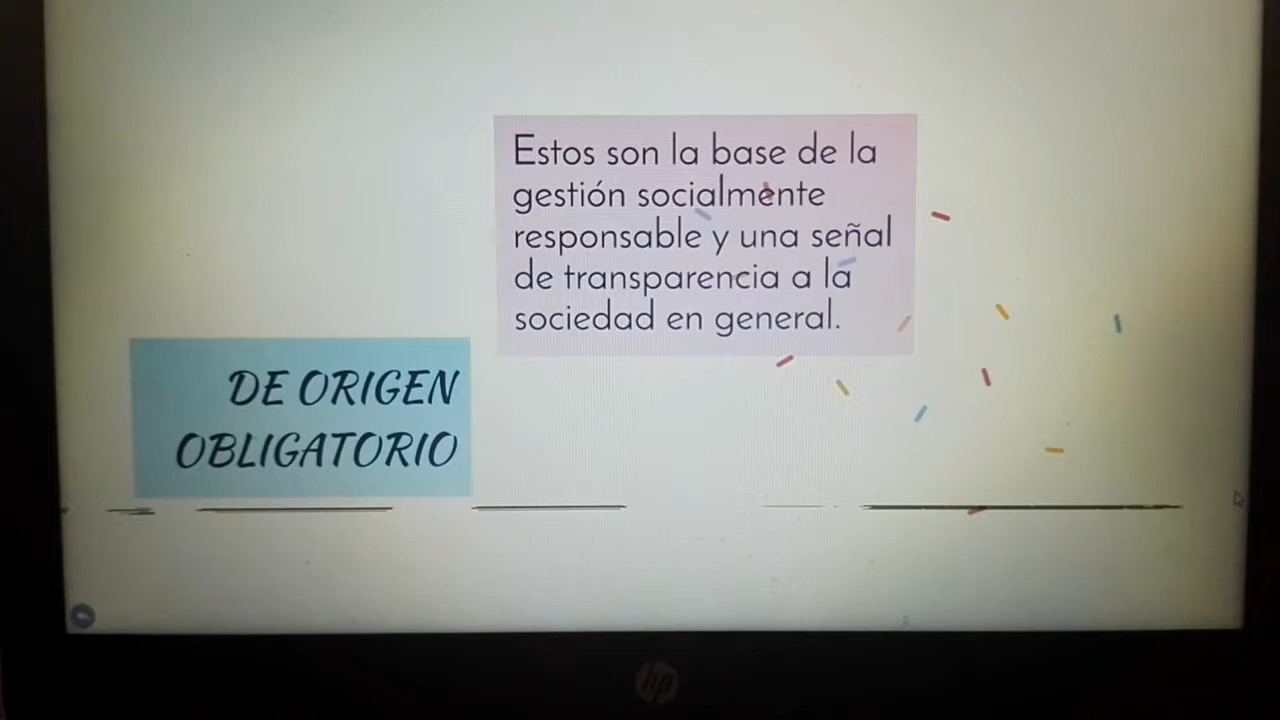 Estos son la base de la
gestión socialmente
responsable y una señal
de transparencia a la
sociedad en general.
DE ORIGEN
OBLIGATORIO
hp